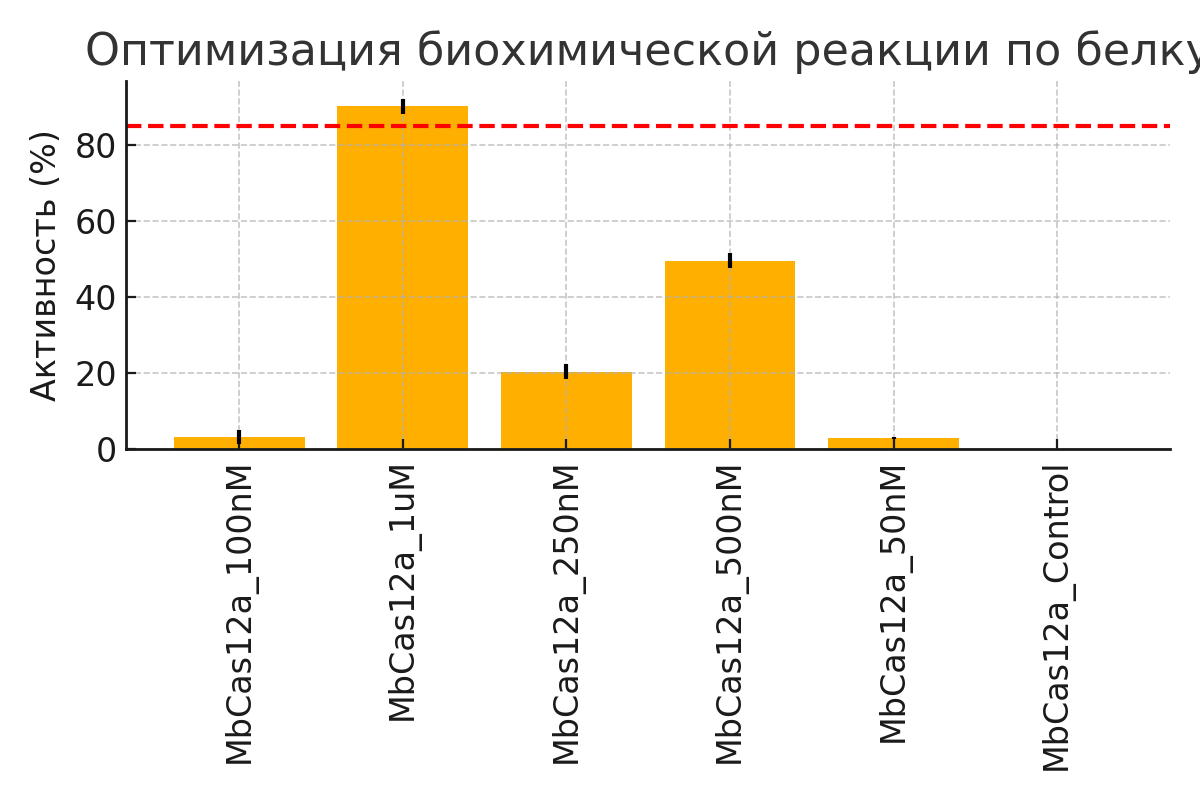 Оптимизация биохимической реакции по белку
Активность (%)
80
60
40
20
0
MbCas12a_100nM
MbCas12a_1uM
MbCas12a_250nM
MbCas12a_500nM
MbCas12a_50nM
MbCas12a_Control